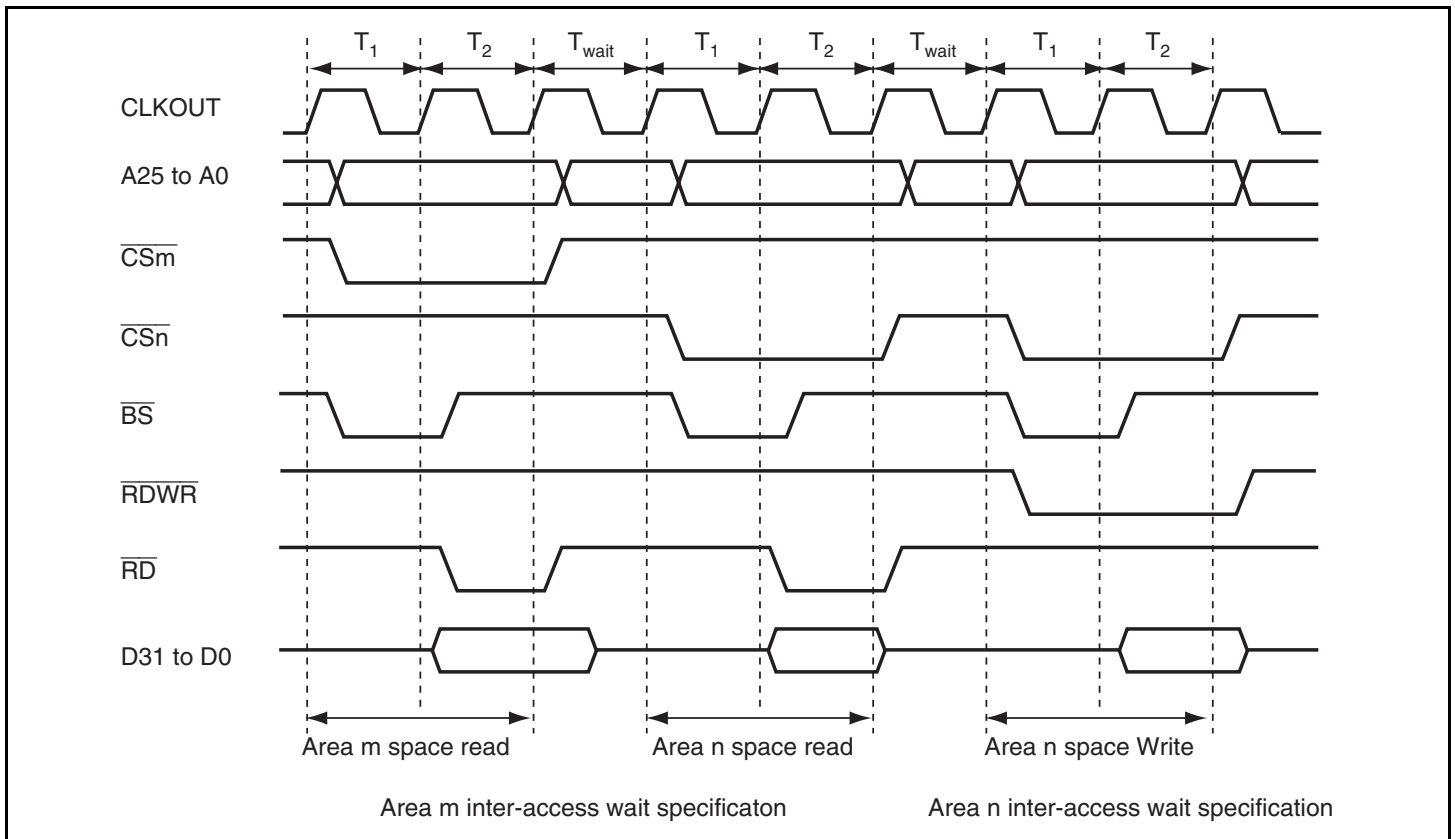 T1 T2 Twait T1 T2 Twait T1 T2
CLKOUT
A25 to A0
CSm
CSn
BS
RDWR
RD
D31 to D0
Area m space read Area n space read Area n space Write
Area m inter-access wait specificaton Area n inter-access wait specification